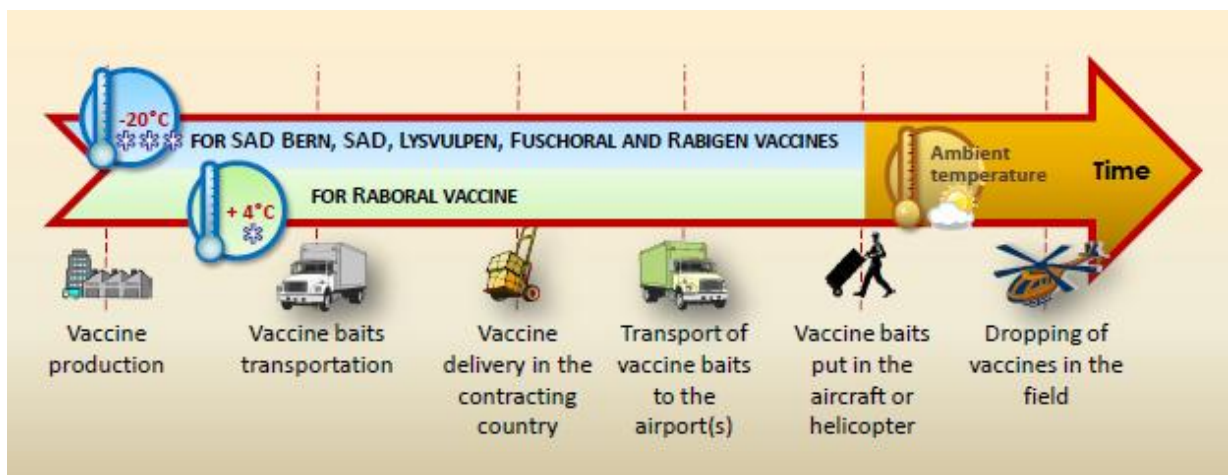 -20°C
FOR SAD BERN, SAD, LYSVULPEN, FUSCHORAL AND RABIGEN VACCINES
+ 4°C
FOR RABORAL VACCINE
Ambient
temperature
Time
Vaccine
production
Vaccine baits
transportation
Vaccine
delivery in the
contracting
country
Transport of
vaccine baits
to the
airport(s)
Vaccine baits
put in the
aircraft or
helicopter
Dropping of
vaccines in the
field